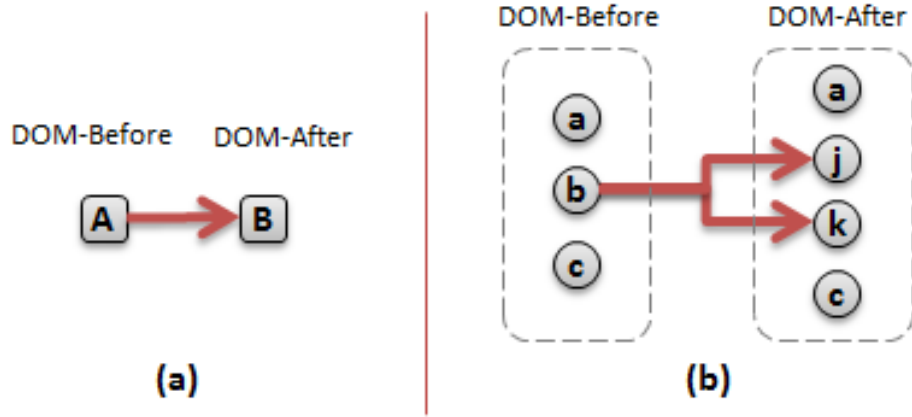 DOM-Before
DOM-After
A
B
(a)
DOM-Before
DOM-After
a
b
c
a
j
k
c
(b)